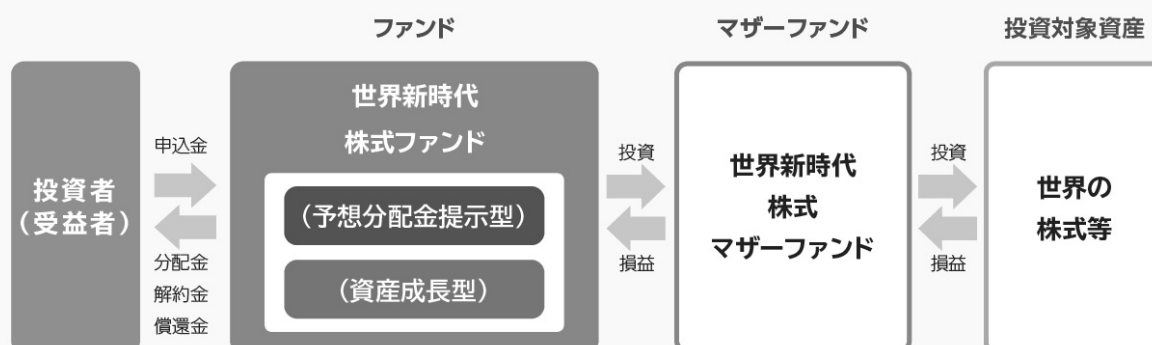 ファンド
マザーファンド
投資対象資産
投資者
（受益者）
申込金
分配金
解約金
償還金
世界新時代
株式ファンド
（予想分配金提示型）
（資産成長型）
投資
損益
世界新時代
株式
マザーファンド
投資
損益
世界の
株式等